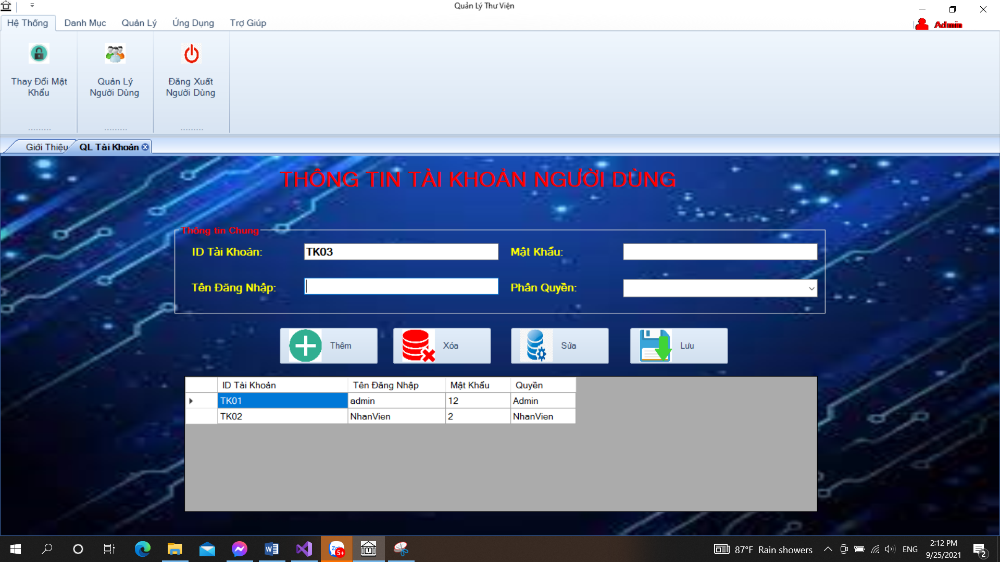 Quản Lý Thư Viện
Hệ Thống Danh Mục Quản Lý Ứng Dụng Trợ Giúp
Admin
Thay Đổi Mật
Khẩu
Quản Lý
Người Dùng
Đăng Xuất
Người Dùng
Giới Thiệu QL Tài Khoản
THÔNG TIN TÀI KHOẢN NGƯỜI DÙNG
Thông tin Chung
ID Tài Khoản: TK03 Mật Khẩu:
Tên Đăng Nhập: Phân Quyền:
Thêm Xóa Sửa Lưu
ID Tài Khoản Tên Đăng Nhập Mật Khẩu Quyền
TK01 admin 12 Admin
TK02 NhanVien 2 NhanVien
Zalo 5+
87°F Rain showers ENG
2:12 PM
9/25/2021
2